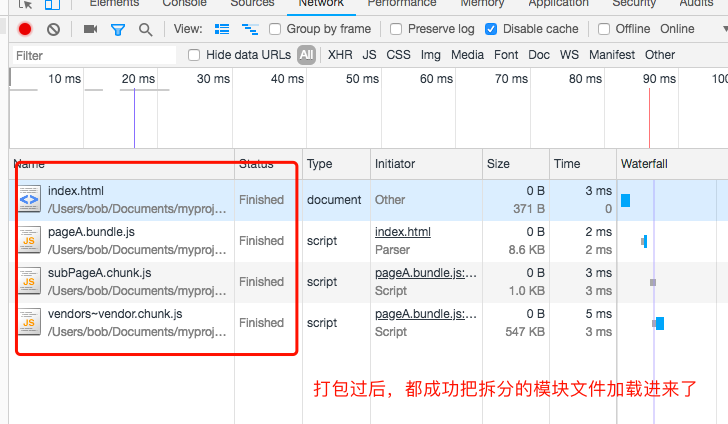 Elements Console Sources Network Performance Memory Application Security Audits
View: Group by frame Preserve log Disable cache Offline Online
Filter Hide data URLs All XHR JS CSS Img Media Font Doc WS Manifest Other
10 ms 20 ms 30 ms 40 ms 50 ms 60 ms 70 ms 80 ms 90 ms 100
Name Status Type Initiator Size Time Waterfall
index.html Finished document Other 0 B 3 ms
/Users/bob/Documents/myproj… 371 B 0
pageA.bundle.js Finished script index.html 0 B 2 ms
/Users/bob/Documents/myproj… Parser 8.6 KB 2 ms
subPageA.chunk.js Finished script pageA.bundle.js:… 0 B 3 ms
/Users/bob/Documents/myproj… Script 1.0 KB 3 ms
vendors~vendor.chunk.js Finished script pageA.bundle.js:… 0 B 5 ms
/Users/bob/Documents/myproj… Script 547 KB 3 ms
打包过后，都成功把拆分的模块文件加载进来了